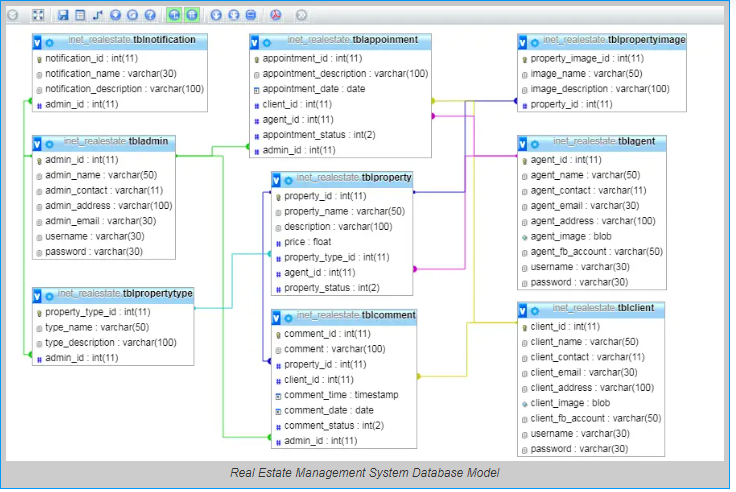 inet_realestate.tblnotification
notification_id : int(11)
notification_name : varchar(30)
notification_description : varchar(100)
admin_id : int(11)
inet_realestate.tbladmin
admin_id : int(11)
admin_name : varchar(50)
admin_contact : varchar(11)
admin_address : varchar(100)
admin_email : varchar(30)
username : varchar(30)
password : varchar(30)
inet_realestate.tblpropertytype
property_type_id : int(11)
type_name : varchar(50)
type_description : varchar(100)
admin_id : int(11)
inet_realestate.tblappoinment
appointment_id : int(11)
appointment_description : varchar(100)
appointment_date : date
client_id : int(11)
agent_id : int(11)
appointment_status : int(2)
admin_id : int(11)
inet_realestate.tblproperty
property_id : int(11)
property_name : varchar(50)
description : varchar(100)
price : float
property_type_id : int(11)
agent_id : int(11)
property_status : int(2)
inet_realestate.tblcomment
comment_id : int(11)
comment : varchar(100)
property_id : int(11)
client_id : int(11)
comment_time : timestamp
comment_date : date
comment_status : int(2)
admin_id : int(11)
inet_realestate.tblpropertyimage
property_image_id : int(11)
image_name : varchar(50)
image_description : varchar(100)
property_id : int(11)
inet_realestate.tblagent
agent_id : int(11)
agent_name : varchar(50)
agent_contact : varchar(11)
agent_email : varchar(30)
agent_address : varchar(100)
agent_image : blob
agent_fb_account : varchar(50)
username : varchar(30)
password : varchar(30)
inet_realestate.tblclient
client_id : int(11)
client_name : varchar(50)
client_contact : varchar(11)
client_email : varchar(30)
client_address : varchar(100)
client_image : blob
client_fb_account : varchar(50)
username : varchar(30)
password : varchar(30)
Real Estate Management System Database Model